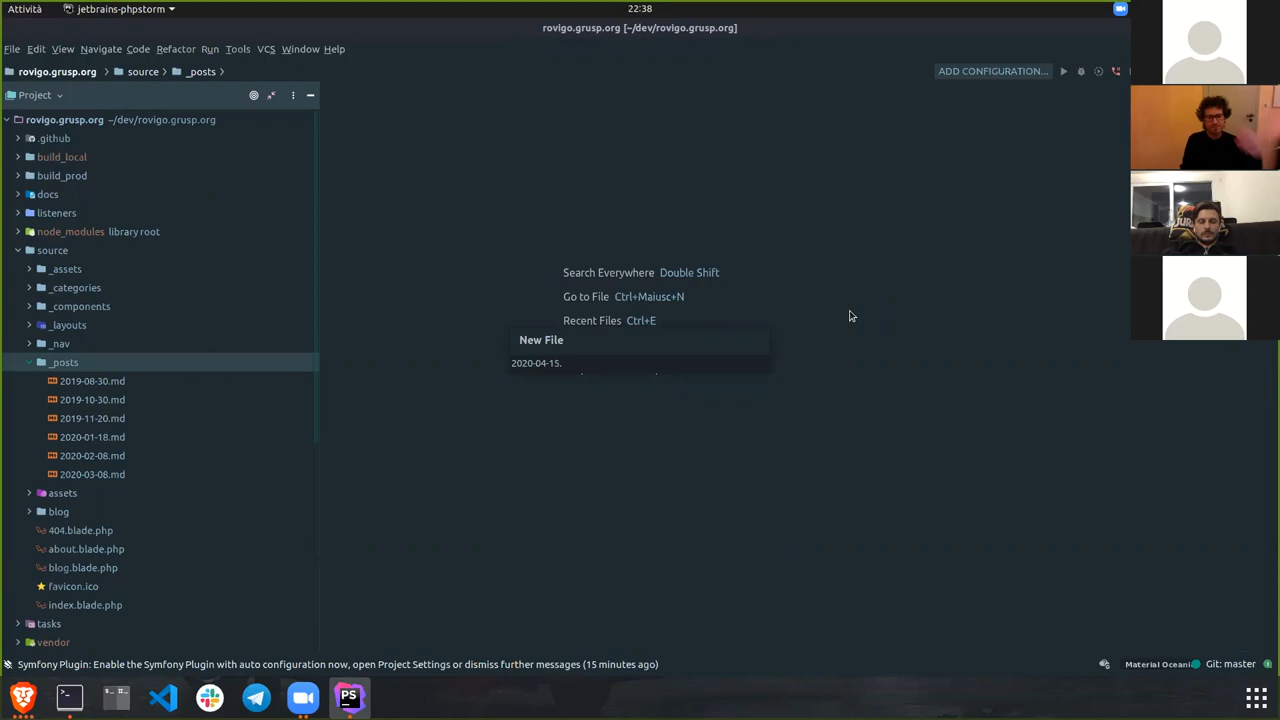 Attività
jetbrains-phpstorm
22:38
rovigo.grusp.org [~/dev/rovigo.grusp.org]
File Edit View Navigate Code Refactor Run Tools VCS Window Help
rovigo.grusp.org source _posts
ADD CONFIGURATION...
Project
rovigo.grusp.org ~/dev/rovigo.grusp.org
.github
build_local
build_prod
docs
listeners
node_modules library root
source
_assets
_categories
_components
_layouts
_nav
_posts
2019-08-30.md
2019-10-30.md
2019-11-20.md
2020-01-18.md
2020-02-08.md
2020-03-08.md
assets
blog
404.blade.php
about.blade.php
blog.blade.php
favicon.ico
index.blade.php
tasks
vendor
Search Everywhere Double Shift
Go to File Ctrl+Maiusc+N
Recent Files Ctrl+E
New File
2020-04-15.
Symfony Plugin: Enable the Symfony Plugin with auto configuration now, open Project Settings or dismiss further messages (15 minutes ago)
Material Oceani
Git: master
PS